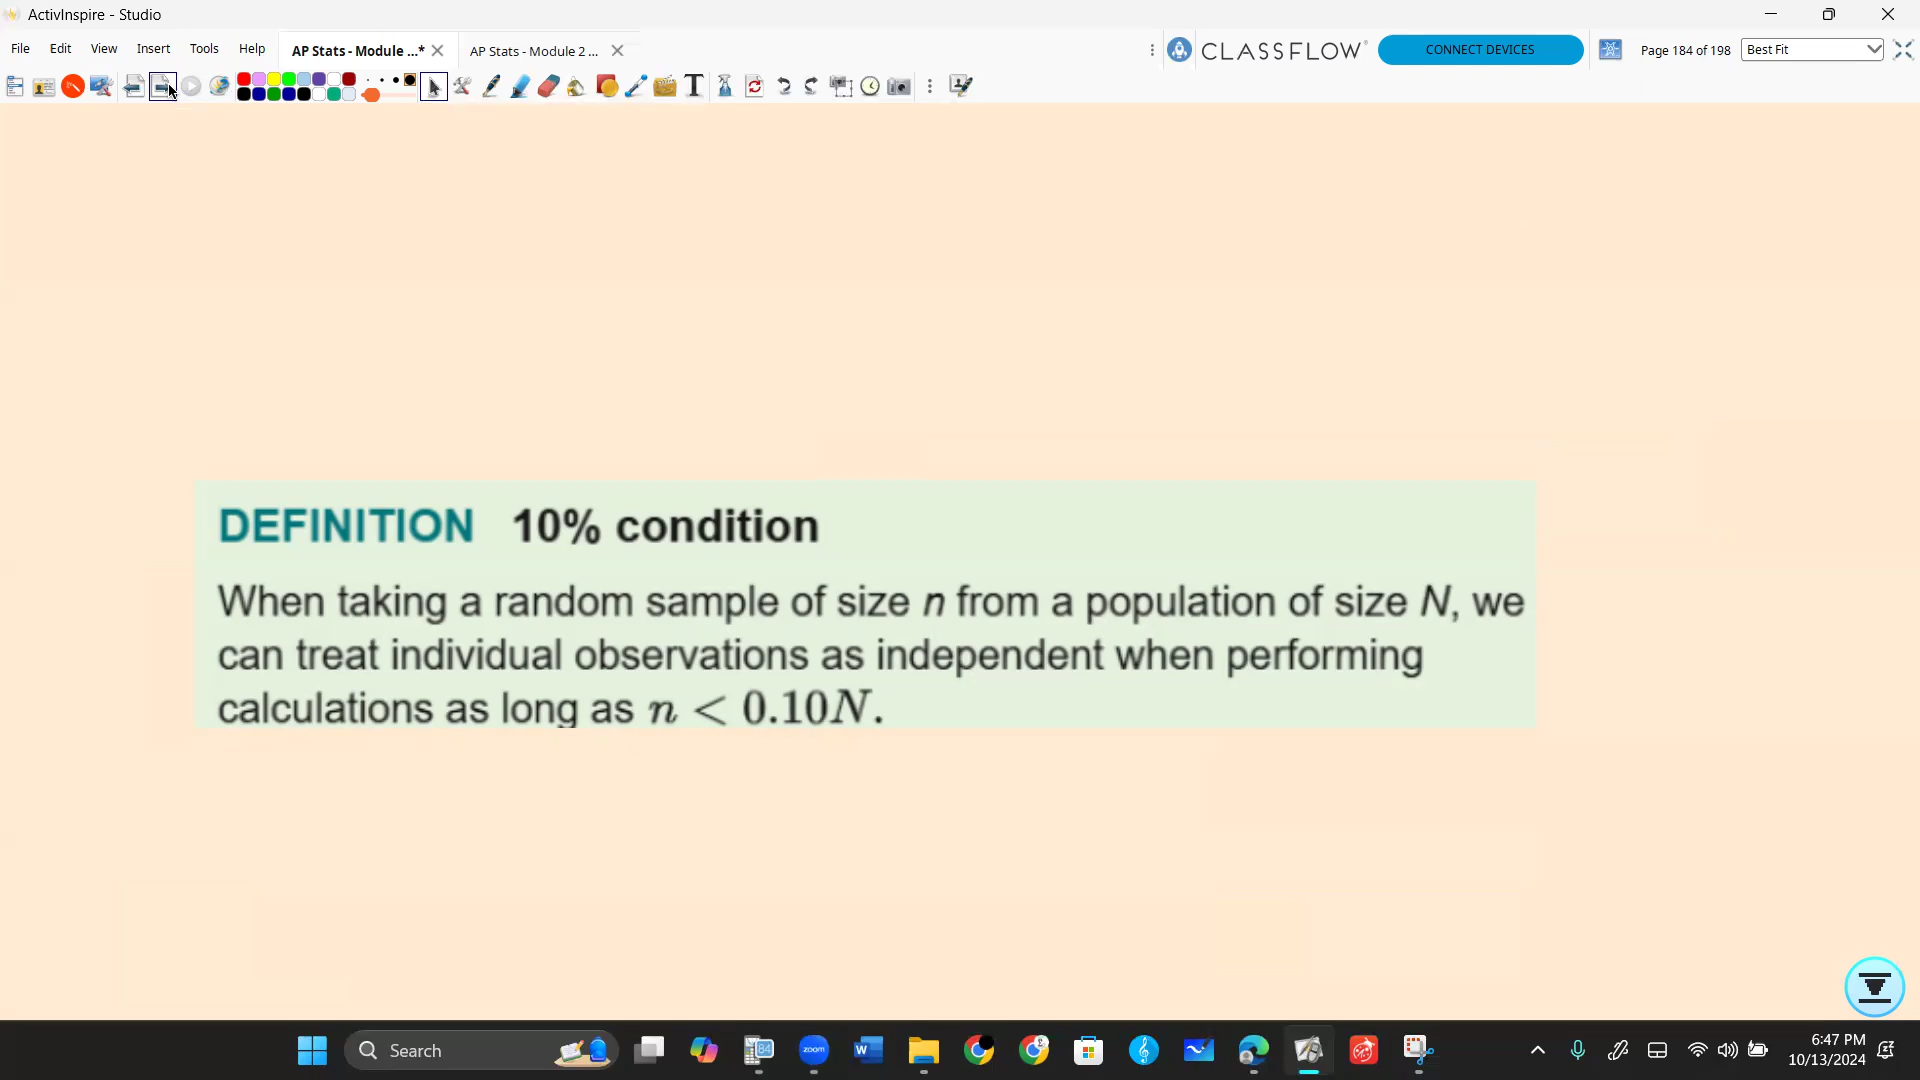 ActivInspire - Studio
File Edit View Insert Tools Help AP Stats - Module ...* AP Stats - Module 2 ... CLASSFLOW CONNECT DEVICES Page 184 of 198 Best Fit
T
DEFINITION 10% condition
When taking a random sample of size n from a population of size N, we
can treat individual observations as independent when performing
calculations as long as n < 0.10N.
Search 84 zoom W 6:47 PM
10/13/2024